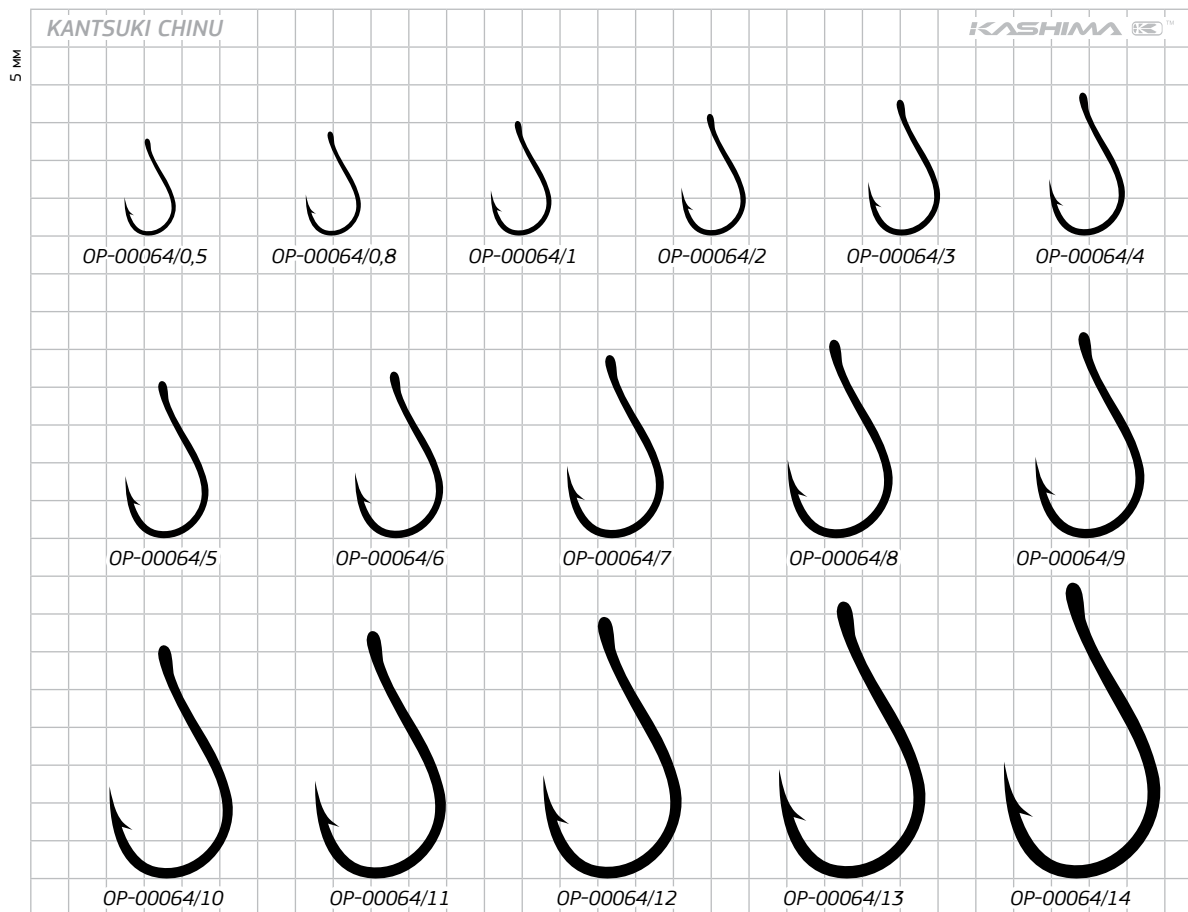 KANTSUKI CHINU
KASHIMA K™
5 мм
OP-00064/0,5
OP-00064/0,8
OP-00064/1
OP-00064/2
OP-00064/3
OP-00064/4
OP-00064/5
OP-00064/6
OP-00064/7
OP-00064/8
OP-00064/9
OP-00064/10
OP-00064/11
OP-00064/12
OP-00064/13
OP-00064/14